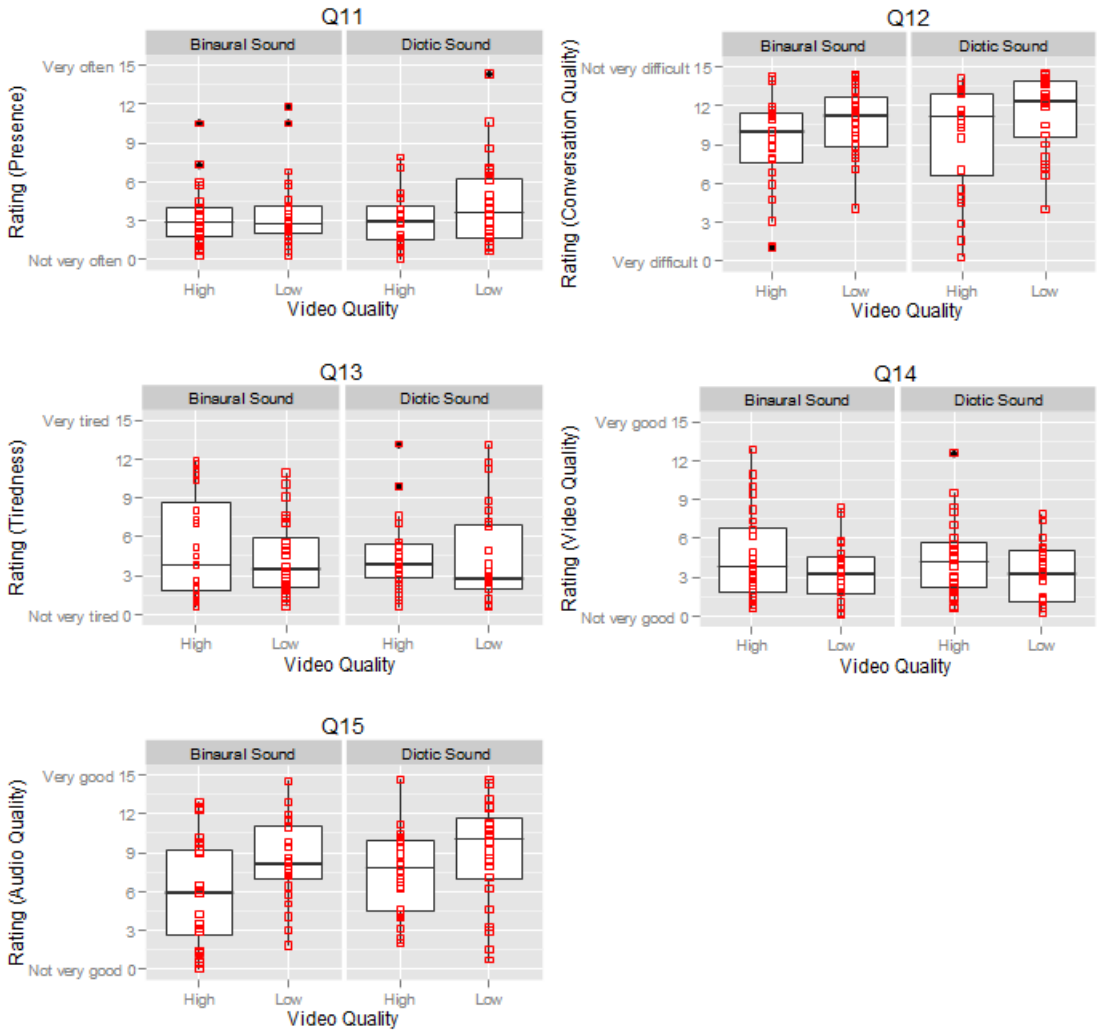 Q11
Binaural Sound Diotic Sound
Rating (Presence)
Very often 15
12
9
6
3
Not very often 0
High Low High Low
Video Quality
Q12
Binaural Sound Diotic Sound
Rating (Conversation Quality)
Not very difficult 15
12
9
6
3
Very difficult 0
High Low High Low
Video Quality
Q13
Binaural Sound Diotic Sound
Rating (Tiredness)
Very tired 15
12
9
6
3
Not very tired 0
High Low High Low
Video Quality
Q14
Binaural Sound Diotic Sound
Rating (Video Quality)
Very good 15
12
9
6
3
Not very good 0
High Low High Low
Video Quality
Q15
Binaural Sound Diotic Sound
Rating (Audio Quality)
Very good 15
12
9
6
3
Not very good 0
High Low High Low
Video Quality